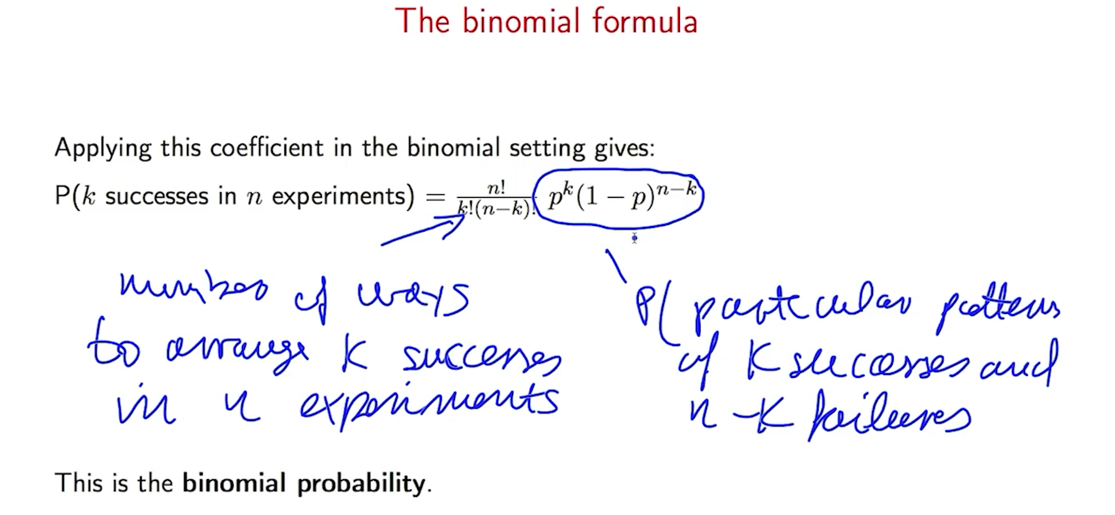 The binomial formula
Applying this coefficient in the binomial setting gives:
P(k successes in n experiments) = n!/k!(n−k)! p^k(1 − p)^{n−k}
number of ways
to arrange k successes
in n experiments
P( particular pattern
of k successes and
n-k failures
This is the binomial probability.